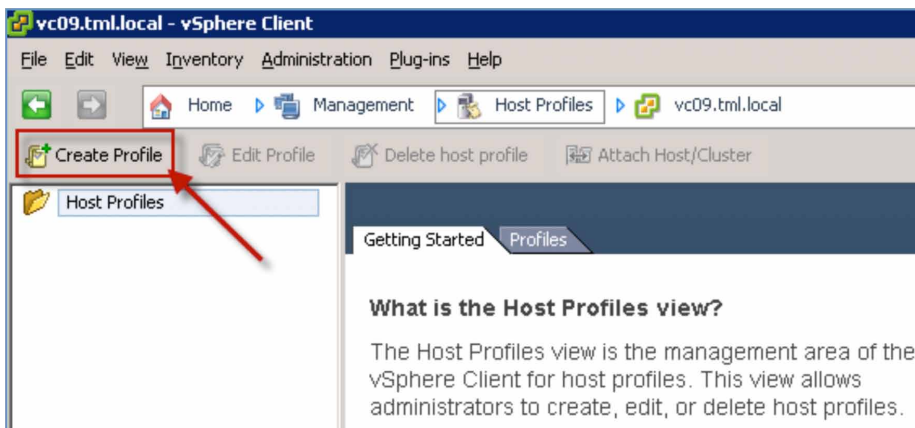 vc09.tml.local - vSphere Client
File Edit View Inventory Administration Plug-ins Help
Home Management Host Profiles vc09.tml.local
Create Profile Edit Profile Delete host profile Attach Host/Cluster
Host Profiles
Getting Started Profiles
What is the Host Profiles view?
The Host Profiles view is the management area of the
vSphere Client for host profiles. This view allows
administrators to create, edit, or delete host profiles.